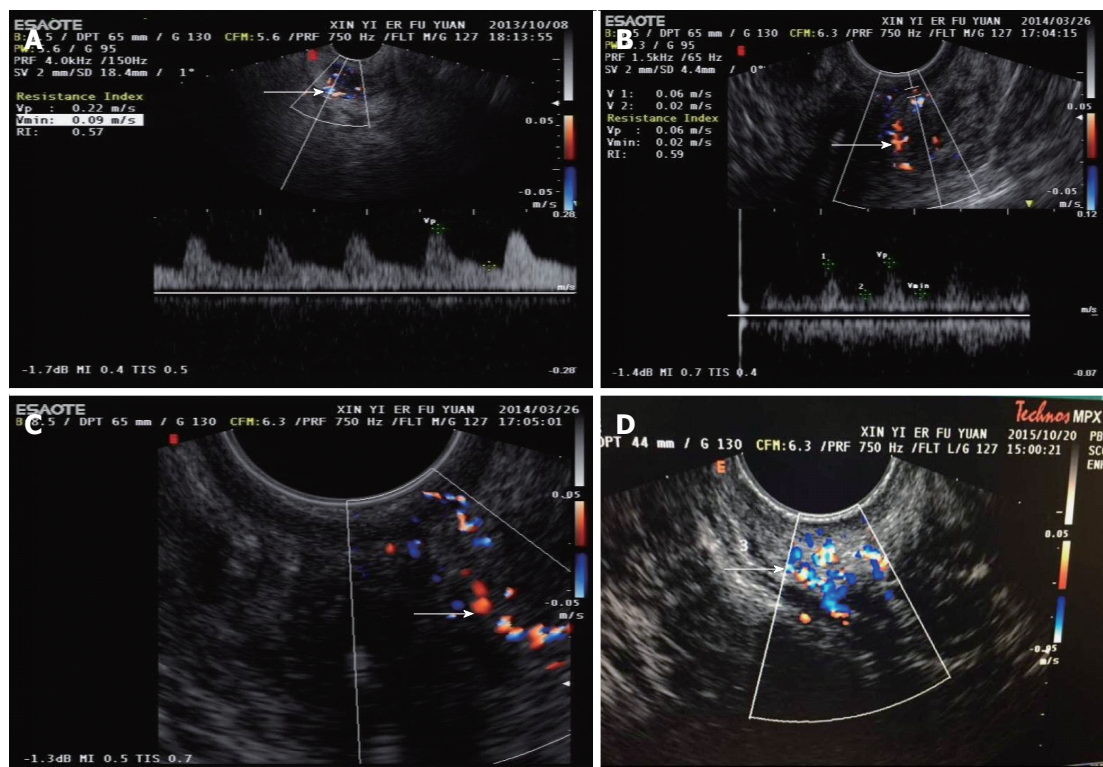 A
ESAOTE
XIN YI ER FU YUAN 2013/10/08
.5 / DPT 65 mm / G 130 CFM:5.6 /PRF 750 Hz /FLT M/G 127 18:13:55
5.6 / G 95
PRF 4.0kHz /150Hz
SV 2 mm/SD 18.4mm / 1°
Resistance Index
Vp : 0.22 m/s
Vmin: 0.09 m/s
RI: 0.57
0.05
-0.05
m/s
0.28
Vp
m/s
-1.7dB MI 0.4 TIS 0.5
-0.28
B
ESAOTE
XIN YI ER FU YUAN 2014/03/26
.5 / DPT 65 mm / G 130 CFM:6.3 /PRF 750 Hz /FLT M/G 127 17:04:15
.3 / G 95
PRF 1.5kHz /65 Hz
SV 2 mm/SD 4.4mm / 0°
V 1: 0.06 m/s
V 2: 0.02 m/s
Resistance Index
Vp : 0.06 m/s
Vmin: 0.02 m/s
RI: 0.59
0.05
-0.05
m/s
0.12
1 Vp
2 Vmin
m/s
-1.4dB MI 0.7 TIS 0.4
-0.07
C
ESAOTE
XIN YI ER FU YUAN 2014/03/26
.5 / DPT 65 mm / G 130 CFM:6.3 /PRF 750 Hz /FLT M/G 127 17:05:01
0.05
-0.05
m/s
-1.3dB MI 0.5 TIS 0.7
D
Technos MPX
XIN YI ER FU YUAN 2015/10/20 PB
DPT 44 mm / G 130 CFM:6.3 /PRF 750 Hz /FLT L/G 127 15:00:21
E
3
0.05
-0.05
m/s